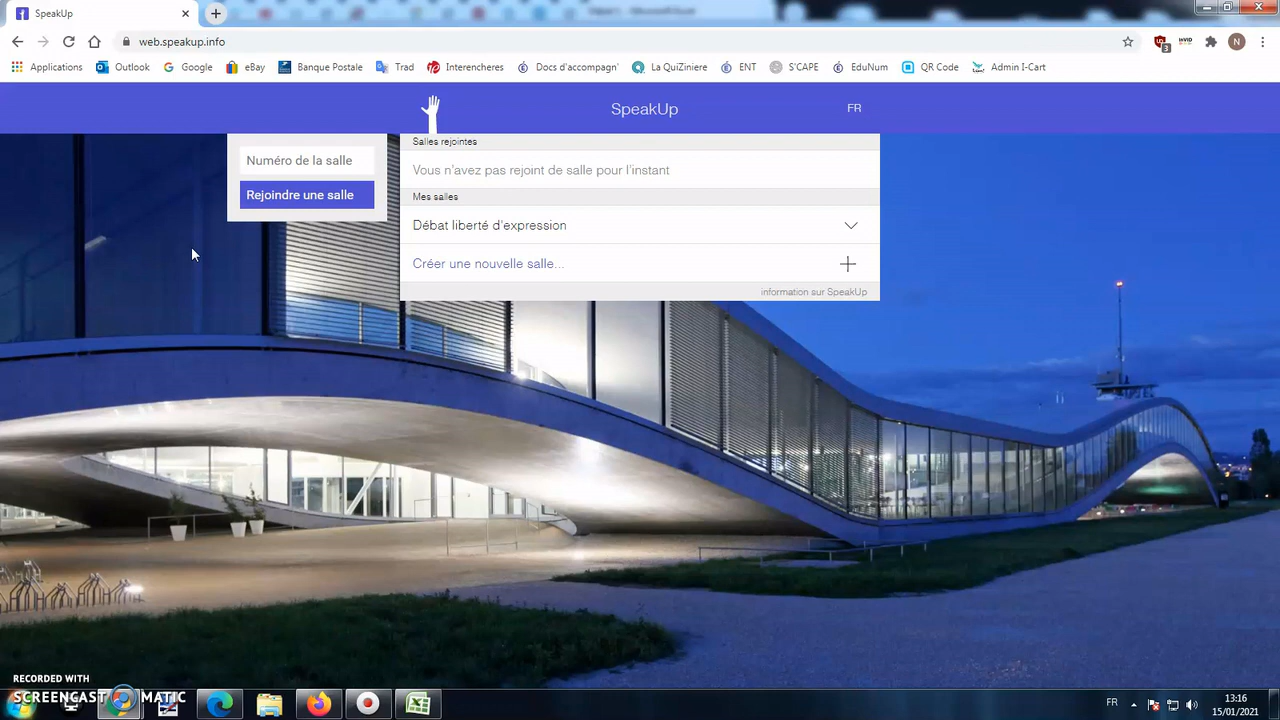 SpeakUp
web.speakup.info
3
N
Applications
Outlook
Google
eBay
Banque Postale
Trad
Interencheres
Docs d'accompagn'
La QuiZiniere
ENT
S'CAPE
EduNum
QR Code
Admin I-Cart
SpeakUp
FR
Numéro de la salle
Rejoindre une salle
Salles rejointes
Vous n'avez pas rejoint de salle pour l'instant
Mes salles
Débat liberté d'expression
Créer une nouvelle salle...
information sur SpeakUp
RECORDED WITH
SCREENCAST MATIC
FR
13:16
15/01/2021